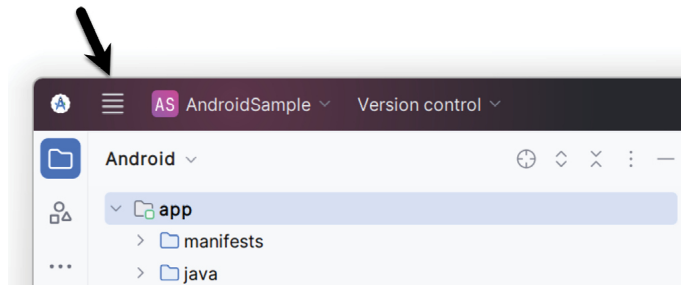 AS AndroidSample Version control
Android
app
manifests
java